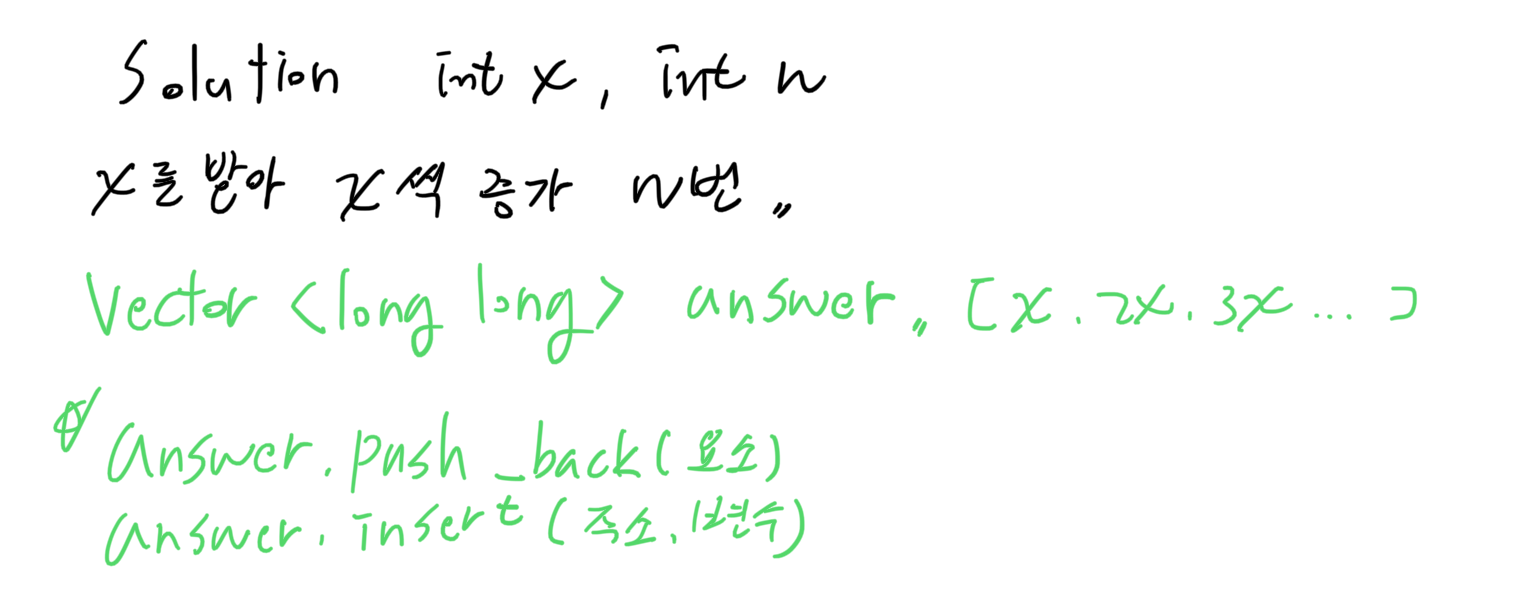 Solution int x, int n
x를 받아 x씩 증가 n번 〃
Vector <long long> answer 〃 [x. 2x. 3x ... ]
answer. push_back (요소)
answer. insert (주소. 변수)